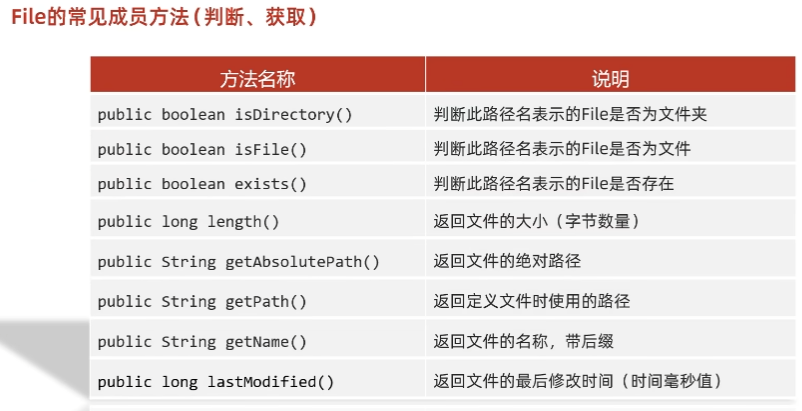 File的常见成员方法(判断、获取)
方法名称 说明
public boolean isDirectory() 判断此路径名表示的File是否为文件夹
public boolean isFile() 判断此路径名表示的File是否为文件
public boolean exists() 判断此路径名表示的File是否存在
public long length() 返回文件的大小（字节数量）
public String getAbsolutePath() 返回文件的绝对路径
public String getPath() 返回定义文件时使用的路径
public String getName() 返回文件的名称，带后缀
public long lastModified() 返回文件的最后修改时间（时间毫秒值）